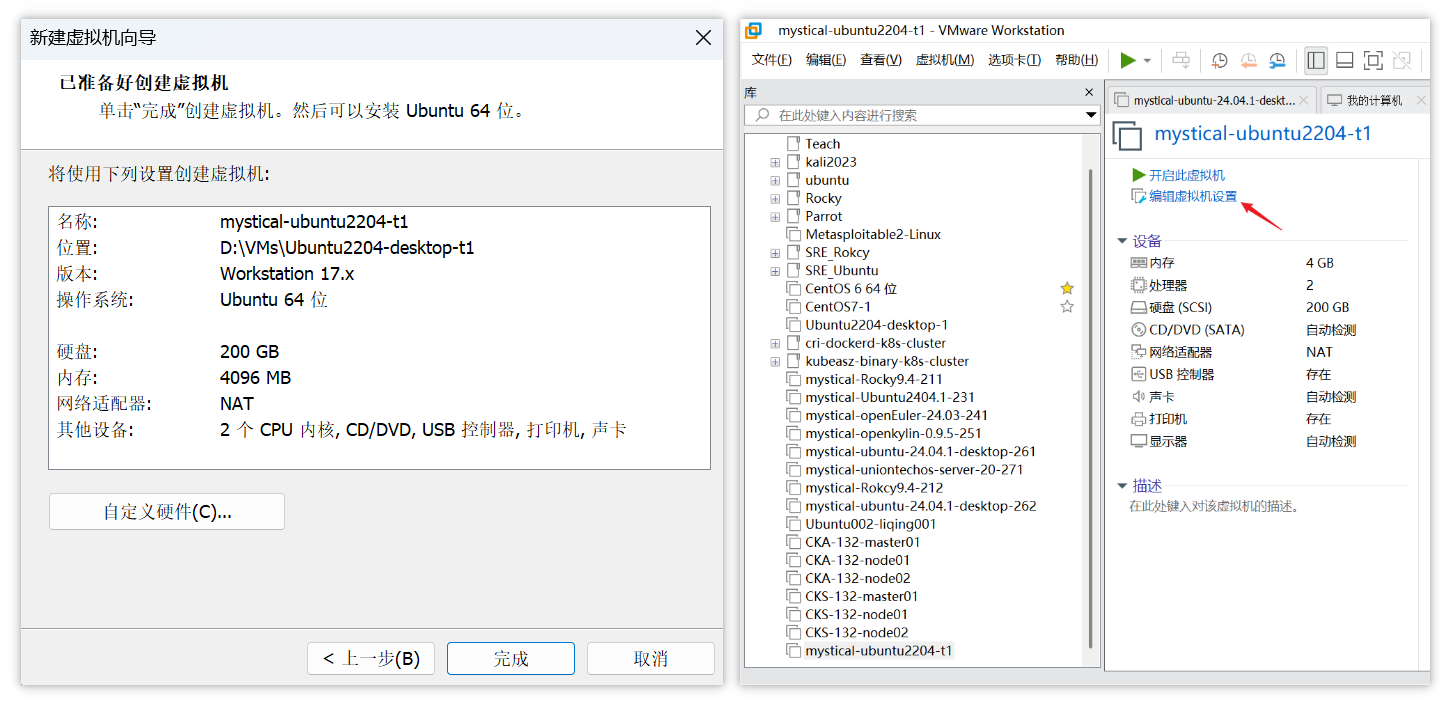 新建虚拟机向导
已准备好创建虚拟机
单击“完成”创建虚拟机。然后可以安装 Ubuntu 64 位。
将使用下列设置创建虚拟机:
名称: mystical-ubuntu2204-t1
位置: D:\VMs\Ubuntu2204-desktop-t1
版本: Workstation 17.x
操作系统: Ubuntu 64 位
硬盘: 200 GB
内存: 4096 MB
网络适配器: NAT
其他设备: 2 个 CPU 内核, CD/DVD, USB 控制器, 打印机, 声卡
自定义硬件(C)...
< 上一步(B) 完成 取消
mystical-ubuntu2204-t1 - VMware Workstation
文件(F) 编辑(E) 查看(V) 虚拟机(M) 选项卡(T) 帮助(H)
库
在此处键入内容进行搜索
Teach
kali2023
ubuntu
Rocky
Parrot
Metasploitable2-Linux
SRE_Rokcy
SRE_Ubuntu
CentOS 6 64 位
CentOS7-1
Ubuntu2204-desktop-1
cri-dockerd-k8s-cluster
kubeasz-binary-k8s-cluster
mystical-Rocky9.4-211
mystical-Ubuntu2404.1-231
mystical-openEuler-24.03-241
mystical-openkylin-0.9.5-251
mystical-ubuntu-24.04.1-desktop-261
mystical-uniontechos-server-20-271
mystical-Rokcy9.4-212
mystical-ubuntu-24.04.1-desktop-262
Ubuntu002-liqing001
CKA-132-master01
CKA-132-node01
CKA-132-node02
CKS-132-master01
CKS-132-node01
CKS-132-node02
mystical-ubuntu2204-t1
mystical-ubuntu-24.04.1-deskt... 我的计算机
mystical-ubuntu2204-t1
开启此虚拟机
编辑虚拟机设置
设备
内存 4 GB
处理器 2
硬盘 (SCSI) 200 GB
CD/DVD (SATA) 自动检测
网络适配器 NAT
USB 控制器 存在
声卡 自动检测
打印机 存在
显示器 自动检测
描述
在此处键入对该虚拟机的描述。